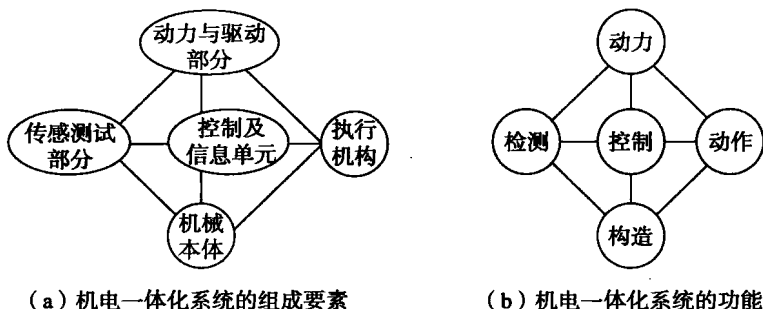 动力与驱动
部分
传感测试
部分
控制及
信息单元
执行
机构
机械
本体
(a)机电一体化系统的组成要素
动力
检测
控制
动作
构造
(b)机电一体化系统的功能